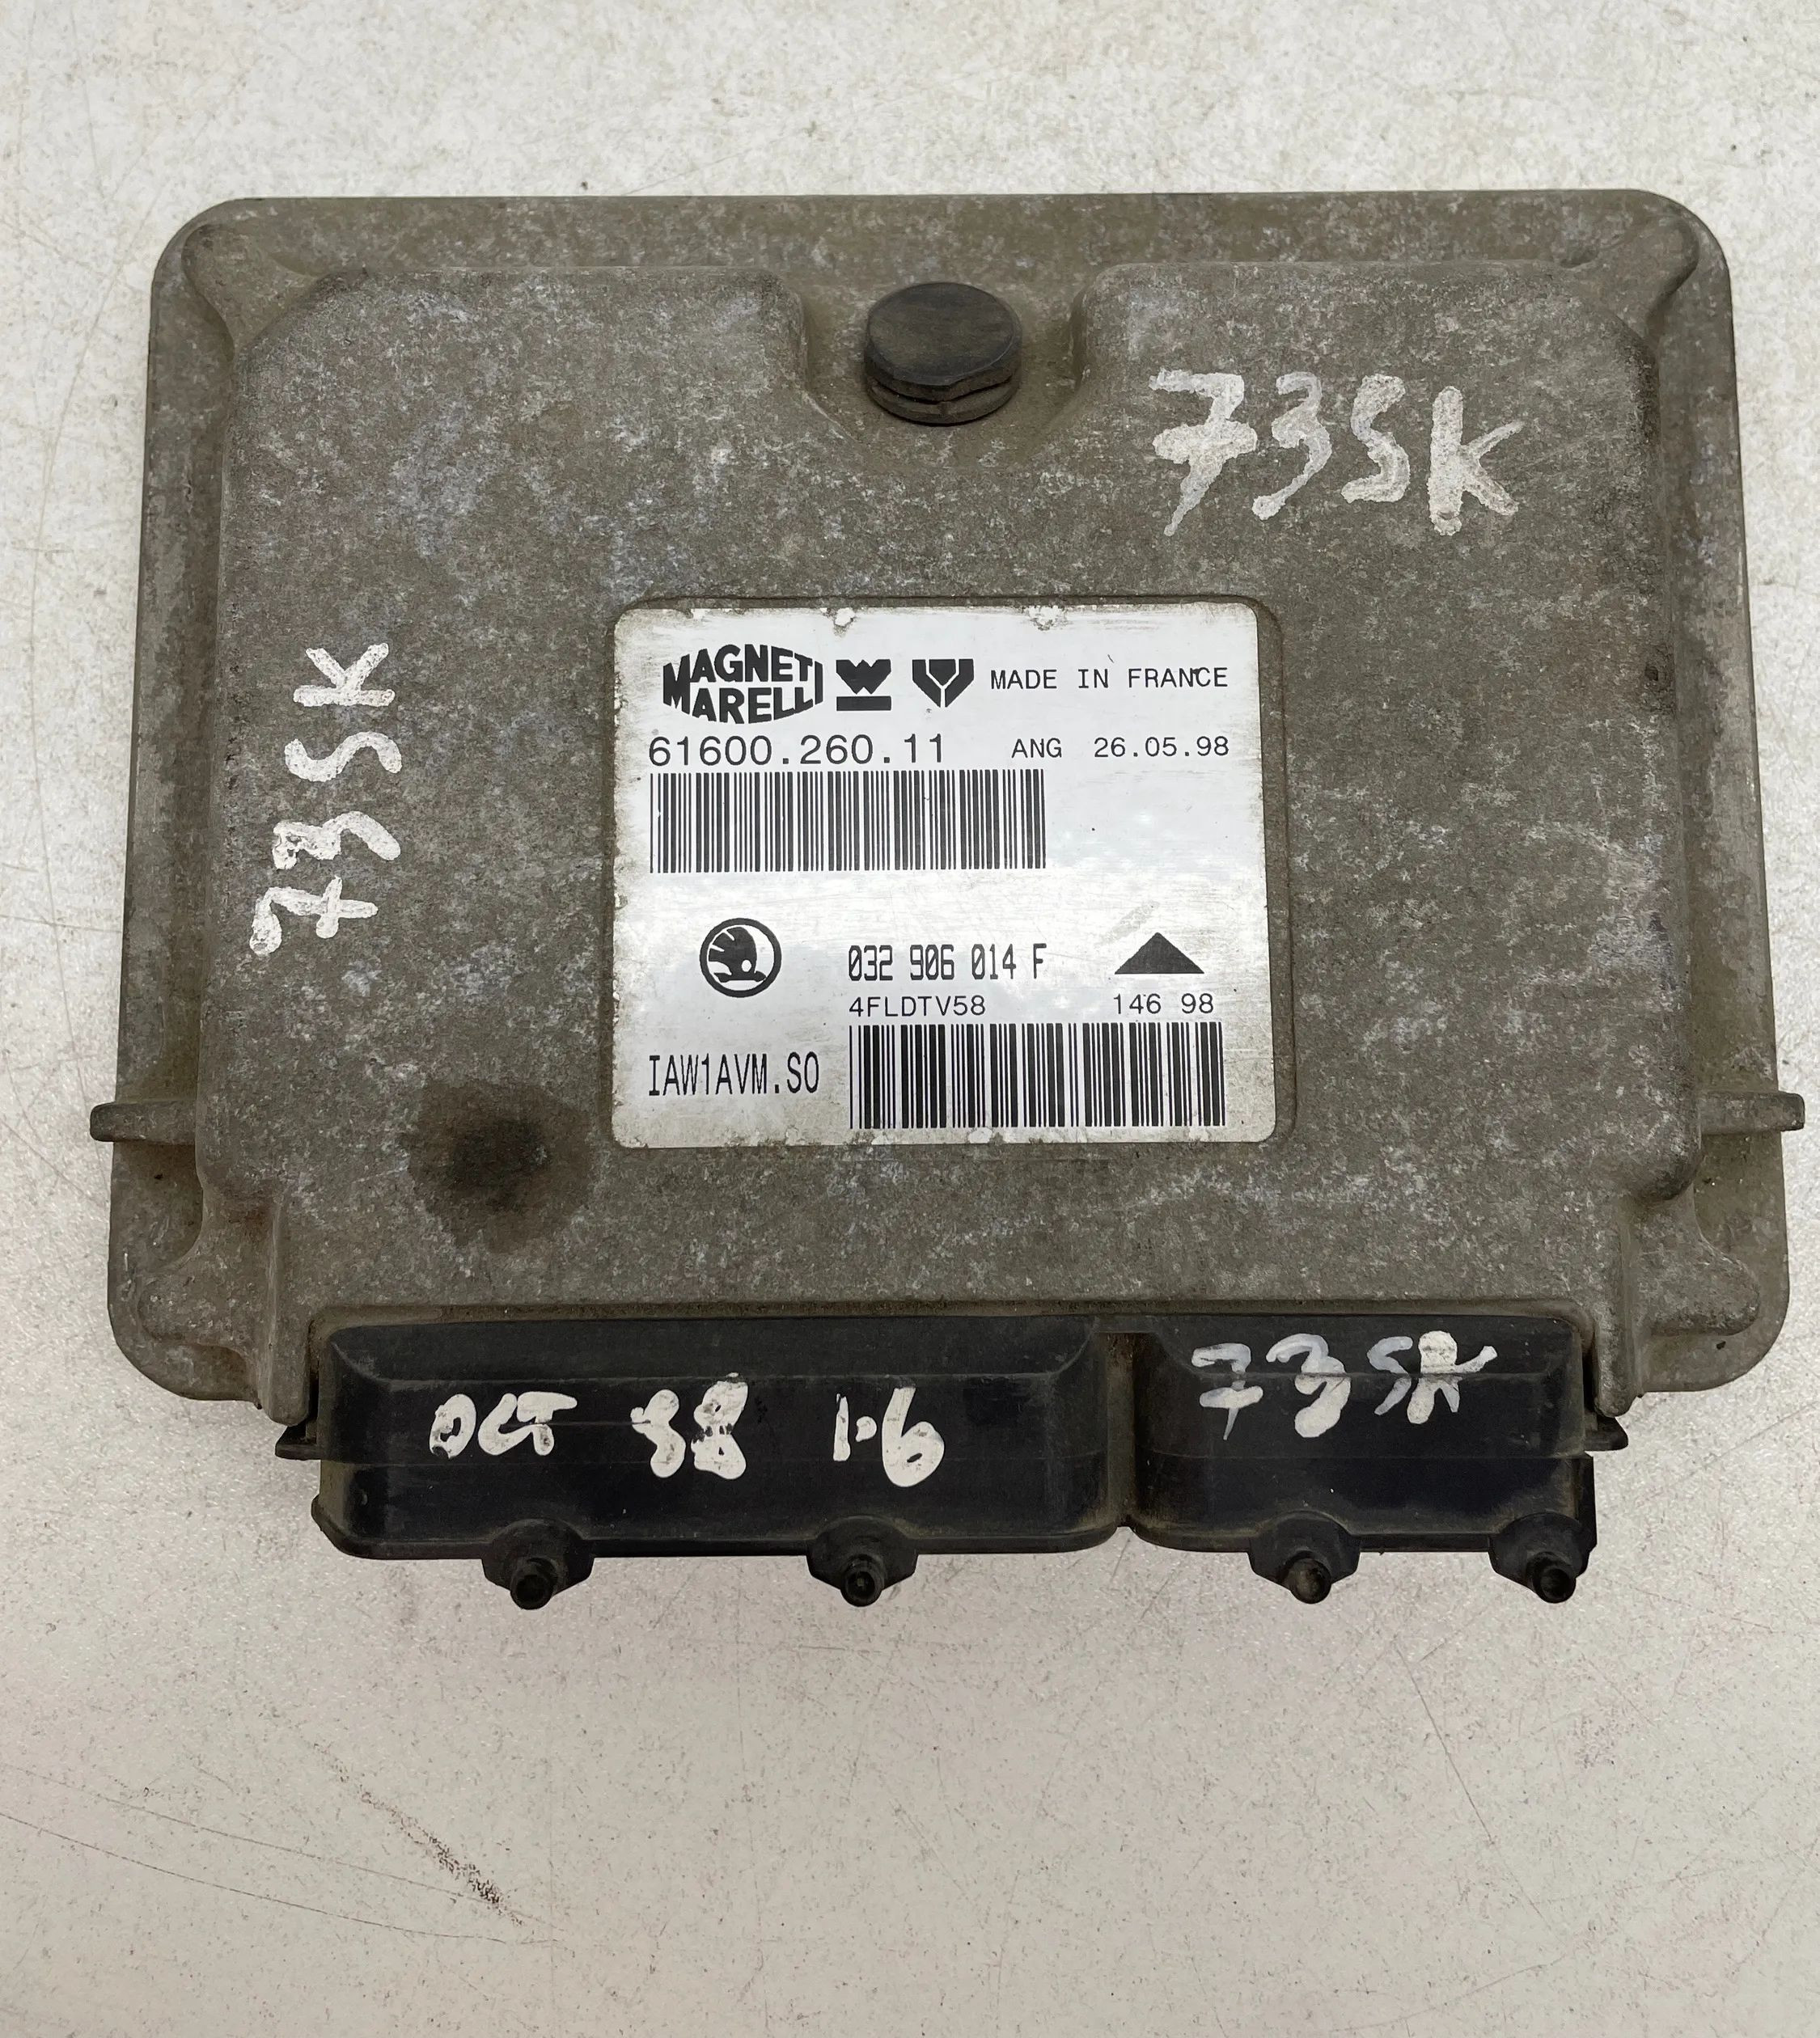 73SK
73SK
MAGNETI MARELLI MADE IN FRANCE
61600.260.11 ANG 26.05.98
032 906 014 F
4FLDTV58 146 98
IAW1AVM.S0
OCT 98 1.6 73SK